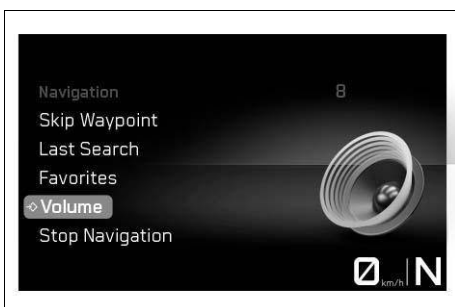 Navigation 8
Skip Waypoint
Last Search
Favorites
Volume
Stop Navigation
0 km/h N